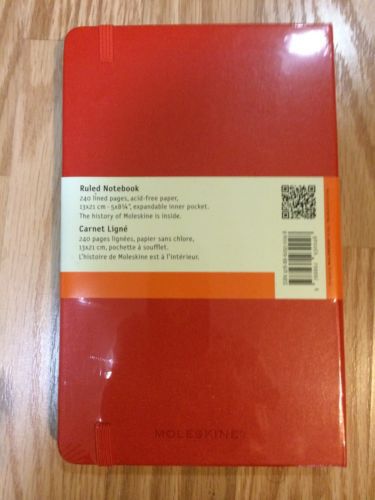 Ruled Notebook
240 lined pages, acid-free paper,
13x21 cm - 5x8¼", expandable inner pocket.
The history of Moleskine is inside.
Carnet Ligné
240 pages lignées, papier sans chlore,
13x21 cm, pochette à soufflet.
L'histoire de Moleskine est à l'intérieur.
MOLESKINE®